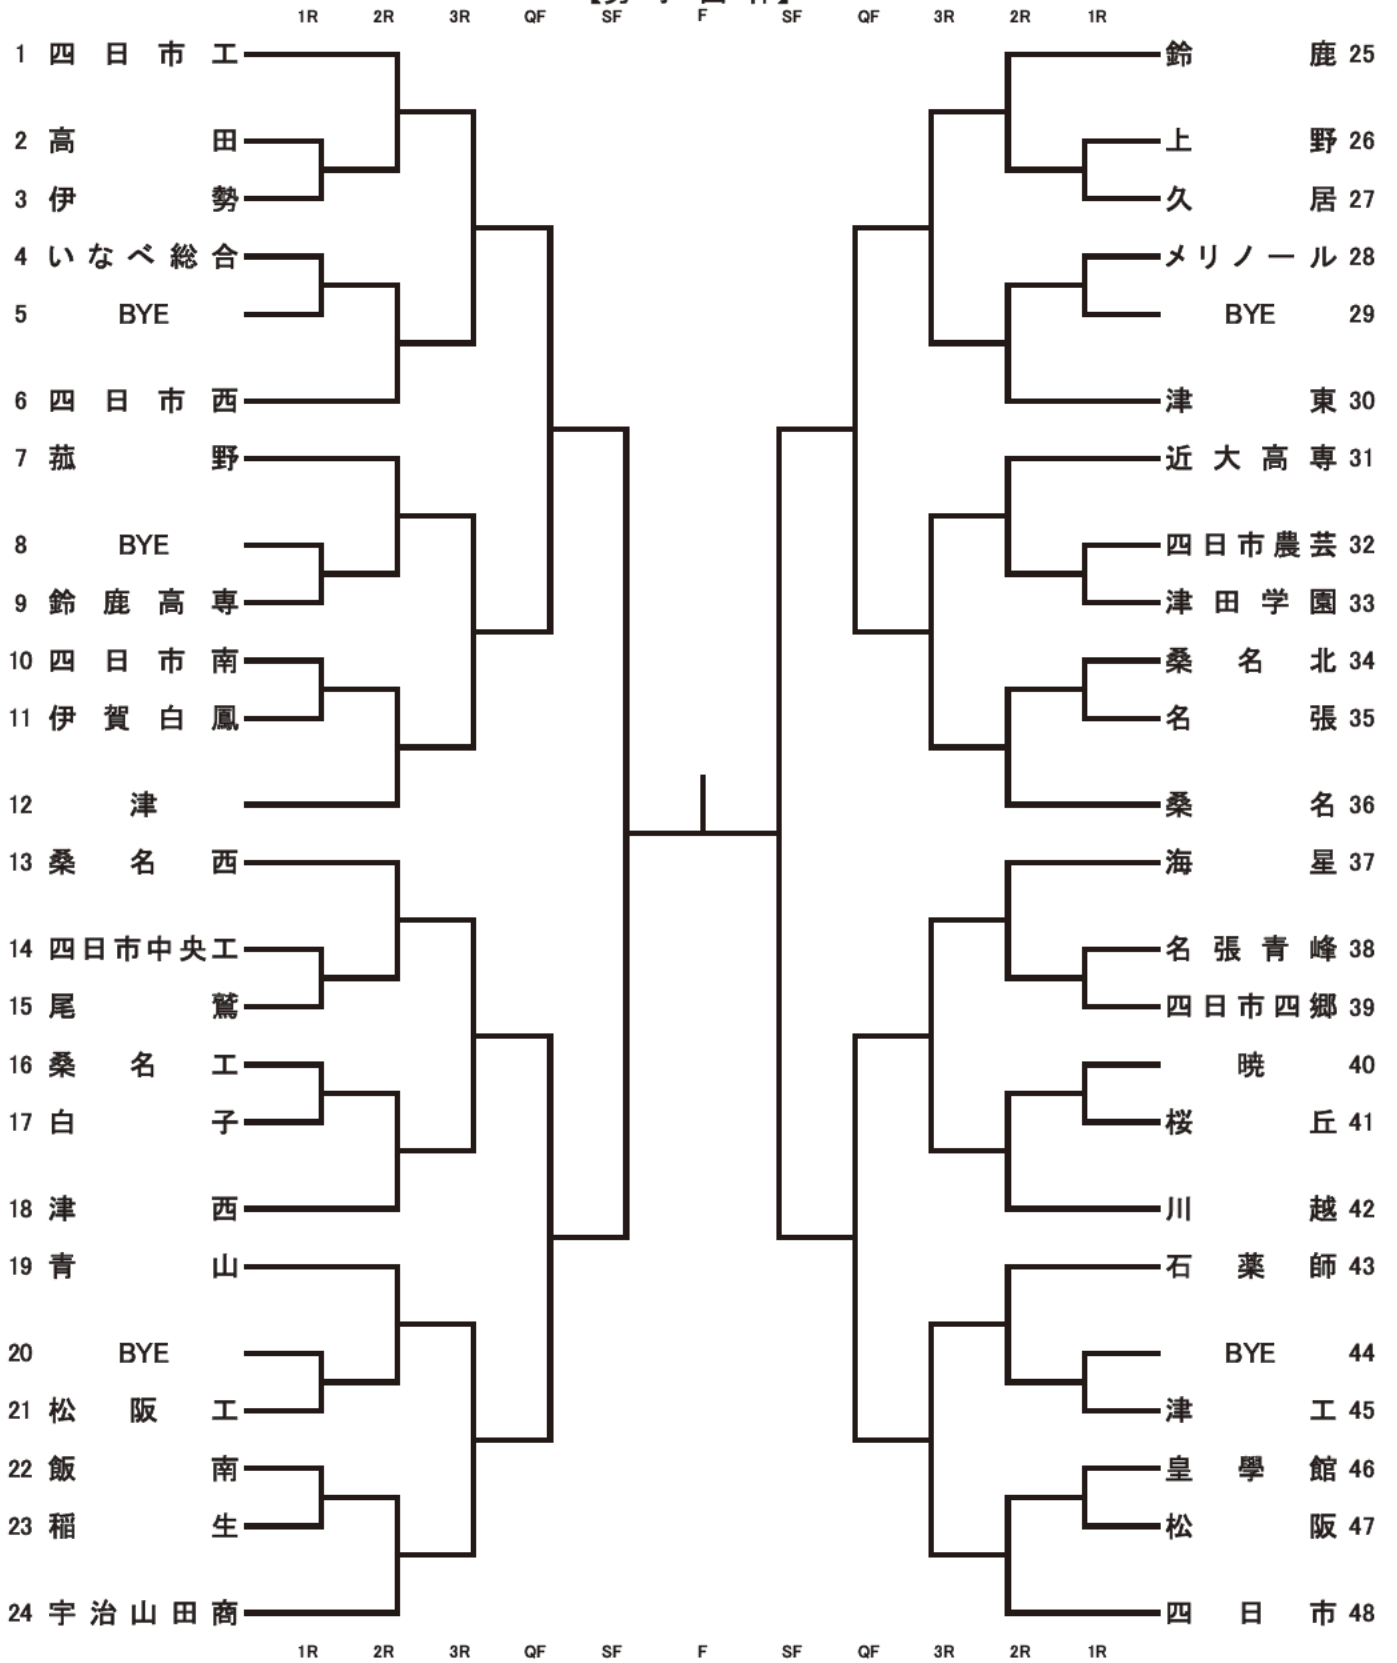 1R 2R 3R QF SF F SF QF 3R 2R 1R
1 四日市工 鈴鹿 25
2 高田 上野 26
3 伊勢 久居 27
4 いなべ総合 メリノール 28
5 BYE BYE 29
6 四日市西 津東 30
7 菰野 近大高専 31
8 BYE 四日市農芸 32
9 鈴鹿高専 津田学園 33
10 四日市南 桑名北 34
11 伊賀白鳳 名張 35
12 津 桑名 36
13 桑名西 海星 37
14 四日市中央工 名張青峰 38
15 尾鷲 四日市四郷 39
16 桑名工 暁 40
17 白子 桜丘 41
18 津西 川越 42
19 青山 石薬師 43
20 BYE BYE 44
21 松阪工 津工 45
22 飯南 皇學館 46
23 稲生 松阪 47
24 宇治山田商 四日市 48
1R 2R 3R QF SF F SF QF 3R 2R 1R